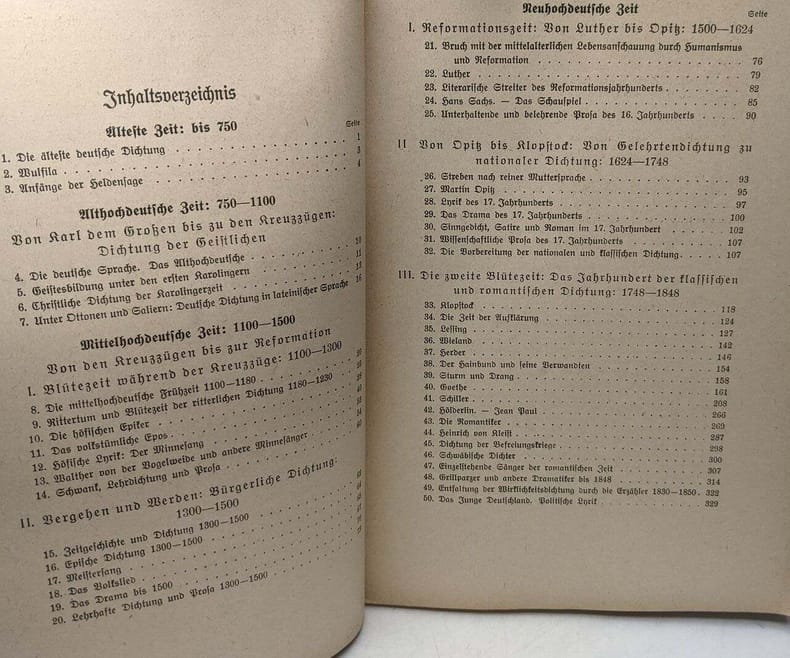 Inhaltsverzeichnis
Älteste Zeit: bis 750
Seite
1. Die älteste deutsche Dichtung 1
2. Wulfila 3
3. Anfänge der Heldensage 4
Althochdeutsche Zeit: 750—1100
Von Karl dem Großen bis zu den Kreuzzügen:
Dichtung der Geistlichen
4. Die deutsche Sprache. Das Althochdeutsche 10
5. Geistesbildung unter den ersten Karolingern 11
6. Christliche Dichtung der Karolingerzeit
7. Unter Ottonen und Saliern: Deutsche Dichtung in lateinischer Sprache 16
Mittelhochdeutsche Zeit: 1100—1500
Von den Kreuzzügen bis zur Reformation
I. Blütezeit während der Kreuzzüge: 1100—1300
8. Die mittelhochdeutsche Frühzeit 1100—1180
9. Rittertum und Blütezeit der ritterlichen Dichtung 1180—1230
10. Die höfischen Epiker
11. Das volkstümliche Epos
12. Höfische Lyrik: Der Minnesang
13. Walther von der Vogelweide und andere Minnesänger
14. Schwank, Lehrdichtung und Prosa
II. Vergehen und Werden: Bürgerliche Dichtung:
1300—1500
15. Zeitgeschichte und Dichtung 1300—1500
16. Epische Dichtung 1300—1500
17. Meistersang
18. Das Volkslied
19. Das Drama bis 1500
20. Lehrhafte Dichtung und Prosa 1300—1500
Neuhochdeutsche Zeit
Seite
I. Reformationszeit: Von Luther bis Opitz: 1500—1624
21. Bruch mit der mittelalterlichen Lebensanschauung durch Humanismus
und Reformation 76
22. Luther 79
23. Literarische Streiter des Reformationsjahrhunderts 82
24. Hans Sachs. — Das Schauspiel 85
25. Unterhaltende und belehrende Prosa des 16. Jahrhunderts 90
II Von Opitz bis Klopstock: Von Gelehrtendichtung zu
nationaler Dichtung: 1624—1748
26. Streben nach reiner Muttersprache 93
27. Martin Opitz 95
28. Lyrik des 17. Jahrhunderts 97
29. Das Drama des 17. Jahrhunderts 100
30. Sinngedicht, Satire und Roman im 17. Jahrhundert 102
31. Wissenschaftliche Prosa des 17. Jahrhunderts 107
32. Die Vorbereitung der nationalen und klassischen Dichtung 107
III. Die zweite Blütezeit: Das Jahrhundert der klassischen
und romantischen Dichtung: 1748—1848
33. Klopstock 118
34. Die Zeit der Aufklärung 124
35. Lessing 127
36. Wieland 142
37. Herder 146
38. Der Hainbund und seine Verwandten 154
39. Sturm und Drang 158
40. Goethe 161
41. Schiller 208
42. Hölderlin. — Jean Paul 266
43. Die Romantiker 269
44. Heinrich von Kleist 287
45. Dichtung der Befreiungskriege 298
46. Schwäbische Dichter 300
47. Einzelstehende Sänger der romantischen Zeit 307
48. Grillparzer und andere Dramatiker bis 1848 314
49. Entfaltung der Wirklichkeitsdichtung durch die Erzähler 1830—1850 322
50. Das Junge Deutschland. Politische Lyrik 329